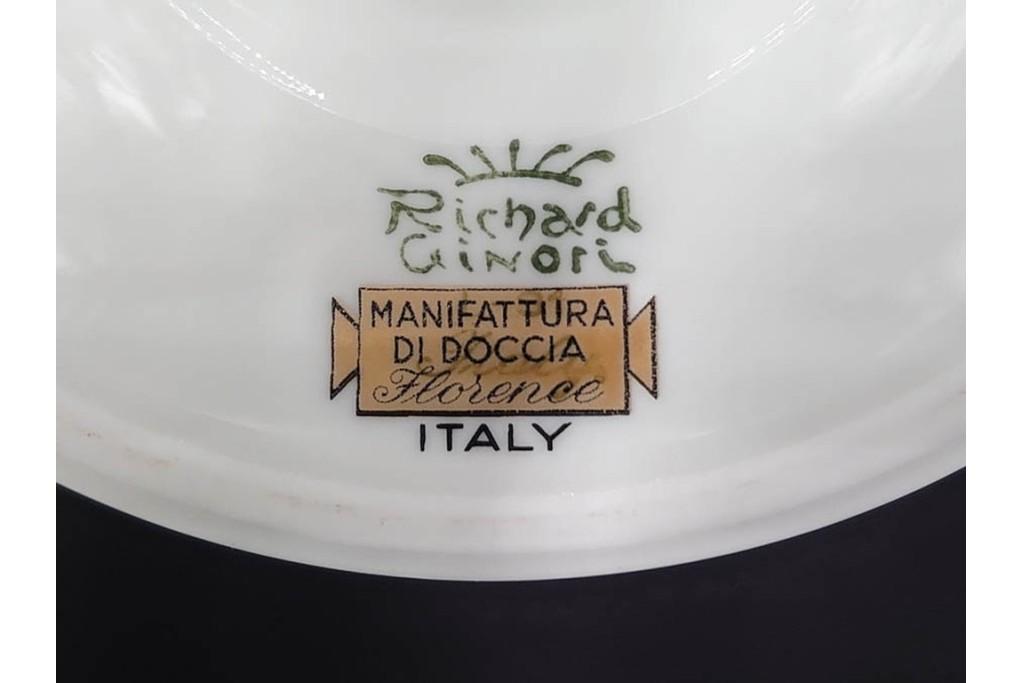 Richard
Ginori
MANIFATTURA
DI DOCCIA
Florence
ITALY